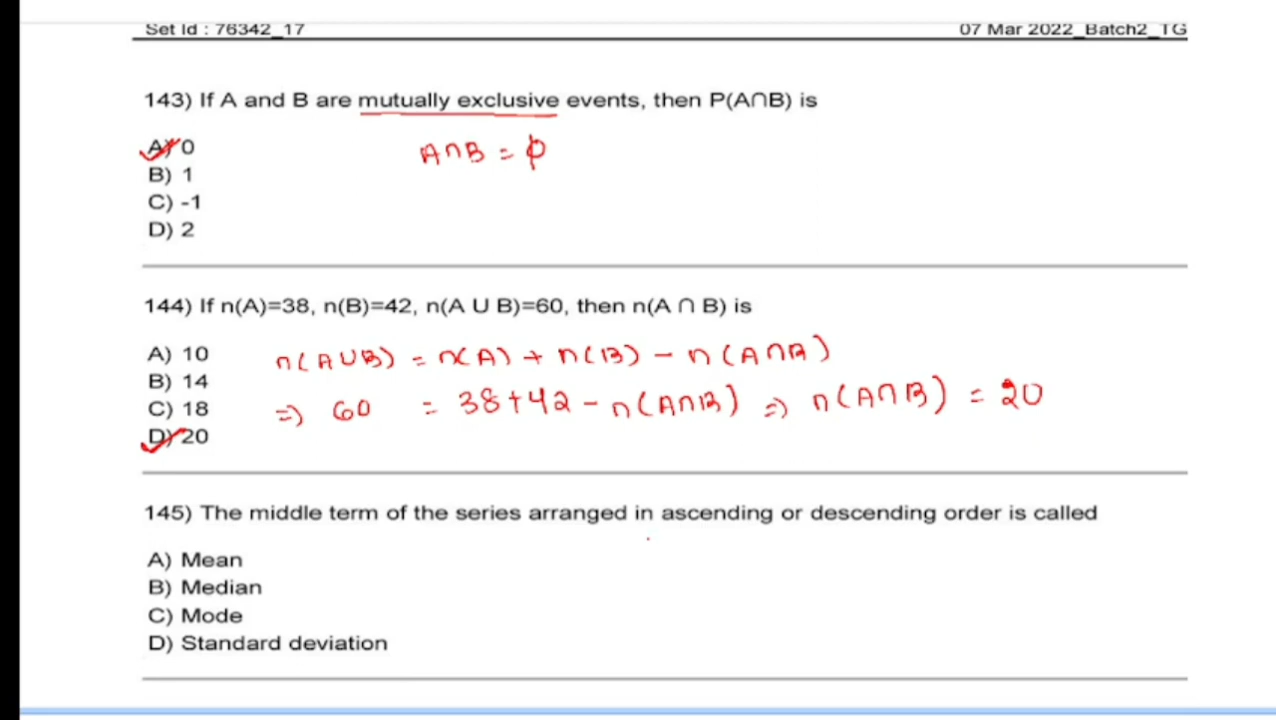 Set Id : 76342_17 07 Mar 2022_Batch2_TG
143) If A and B are mutually exclusive events, then P(A∩B) is
A) 0
A∩B = ϕ
B) 1
C) -1
D) 2
144) If n(A)=38, n(B)=42, n(A U B)=60, then n(A ∩ B) is
A) 10
n(A∪B) = n(A) + n(B) - n(A∩B)
B) 14
C) 18
=) 60 = 38+42 - n(A∩B) =) n(A∩B) = 20
D) 20
145) The middle term of the series arranged in ascending or descending order is called
A) Mean
B) Median
C) Mode
D) Standard deviation